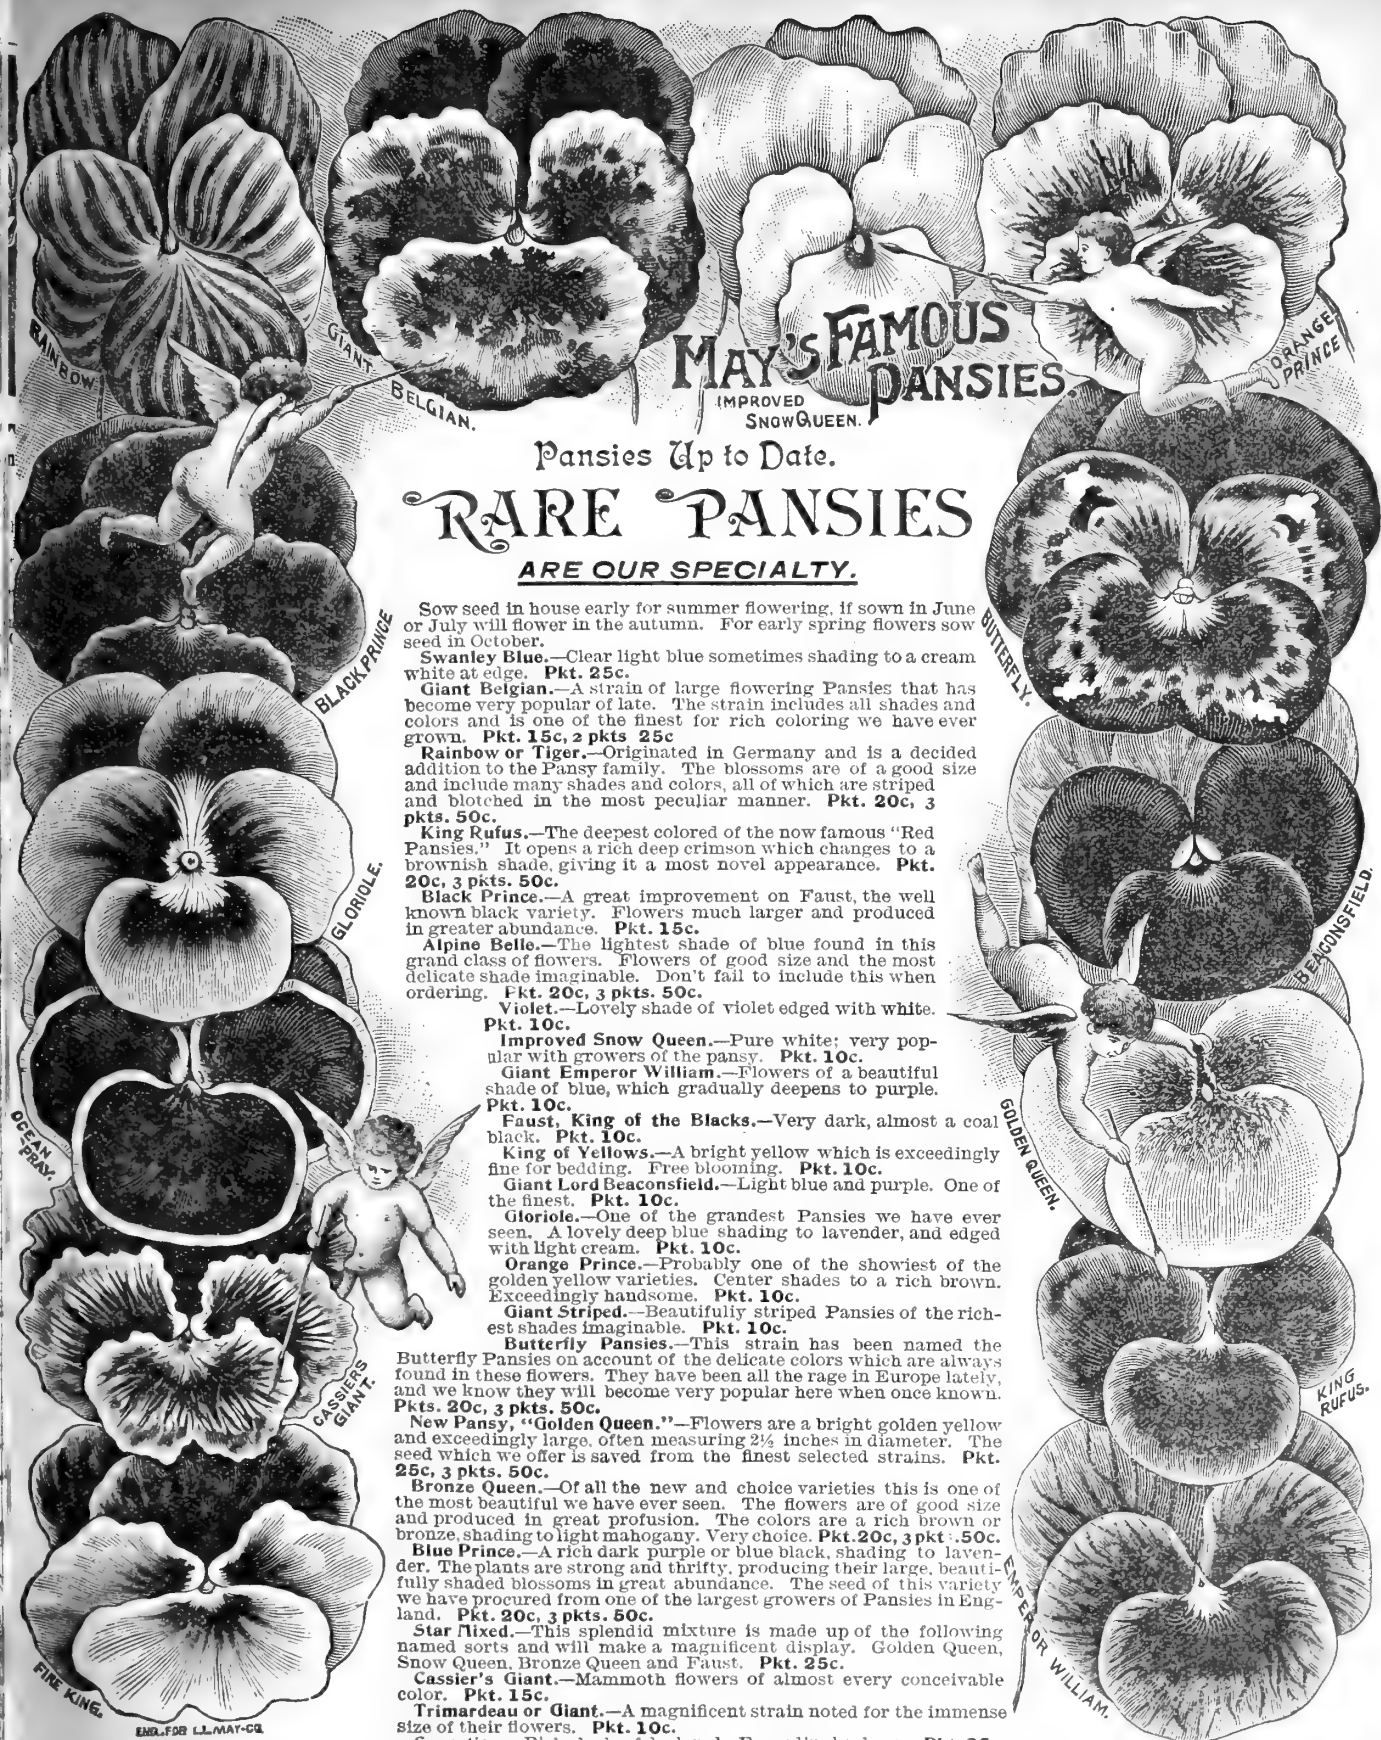 RAINBOW
GIANT BELGIAN.
MAY'S FAMOUS
PANSIES.
IMPROVED
SNOW QUEEN.
ORANGE
PRINCE
Pansies Up to Date.
RARE PANSIES
ARE OUR SPECIALTY.
BLACK PRINCE
BUTTERFLY.
GLORIOLE.
BEACONSFIELD.
OCEAN
PRAY.
GOLDEN QUEEN.
CASSIERS
GIANT.
KING
RUFUS.
FIRE KING.
EMPEROR WILLIAM.
ENG. FOR L.L. MAY-CO.
Sow seed in house early for summer flowering, if sown in June
or July will flower in the autumn. For early spring flowers sow
seed in October.
Swanley Blue.—Clear light blue sometimes shading to a cream
white at edge. Pkt. 25c.
Giant Belgian.—A strain of large flowering Pansies that has
become very popular of late. The strain includes all shades and
colors and is one of the finest for rich coloring we have ever
grown. Pkt. 15c, 2 pkts 25c
Rainbow or Tiger.—Originated in Germany and is a decided
addition to the Pansy family. The blossoms are of a good size
and include many shades and colors, all of which are striped
and blotched in the most peculiar manner. Pkt. 20c, 3
pkts. 50c.
King Rufus.—The deepest colored of the now famous "Red
Pansies." It opens a rich deep crimson which changes to a
brownish shade, giving it a most novel appearance. Pkt.
20c, 3 pkts. 50c.
Black Prince.—A great improvement on Faust, the well
known black variety. Flowers much larger and produced
in greater abundance. Pkt. 15c.
Alpine Belle.—The lightest shade of blue found in this
grand class of flowers. Flowers of good size and the most
delicate shade imaginable. Don't fail to include this when
ordering. Pkt. 20c, 3 pkts. 50c.
Violet.—Lovely shade of violet edged with white.
Pkt. 10c.
Improved Snow Queen.—Pure white; very pop-
ular with growers of the pansy. Pkt. 10c.
Giant Emperor William.—Flowers of a beautiful
shade of blue, which gradually deepens to purple.
Pkt. 10c.
Faust, King of the Blacks.—Very dark, almost a coal
black. Pkt. 10c.
King of Yellows.—A bright yellow which is exceedingly
fine for bedding. Free blooming. Pkt. 10c.
Giant Lord Beaconsfield.—Light blue and purple. One of
the finest. Pkt. 10c.
Gloriole.—One of the grandest Pansies we have ever
seen. A lovely deep blue shading to lavender, and edged
with light cream. Pkt. 10c.
Orange Prince.—Probably one of the showiest of the
golden yellow varieties. Center shades to a rich brown.
Exceedingly handsome. Pkt. 10c.
Giant Striped.—Beautifully striped Pansies of the rich-
est shades imaginable. Pkt. 10c.
Butterfly Pansies.—This strain has been named the
Butterfly Pansies on account of the delicate colors which are always
found in these flowers. They have been all the rage in Europe lately,
and we know they will become very popular here when once known.
Pkts. 20c, 3 pkts. 50c.
New Pansy, "Golden Queen."—Flowers are a bright golden yellow
and exceedingly large, often measuring 2½ inches in diameter. The
seed which we offer is saved from the finest selected strains. Pkt.
25c, 3 pkts. 50c.
Bronze Queen.—Of all the new and choice varieties this is one of
the most beautiful we have ever seen. The flowers are of good size
and produced in great profusion. The colors are a rich brown or
bronze, shading to light mahogany. Very choice. Pkt. 20c, 3 pkt .50c.
Blue Prince.—A rich dark purple or blue black, shading to laven-
der. The plants are strong and thrifty, producing their large, beauti-
fully shaded blossoms in great abundance. The seed of this variety
we have procured from one of the largest growers of Pansies in Eng-
land. Pkt. 20c, 3 pkts. 50c.
Star Mixed.—This splendid mixture is made up of the following
named sorts and will make a magnificent display. Golden Queen,
Snow Queen, Bronze Queen and Faust. Pkt. 25c.
Cassier's Giant.—Mammoth flowers of almost every conceivable
color. Pkt. 15c.
Trimardeau or Giant.—A magnificent strain noted for the immense
size of their flowers. Pkt. 10c.